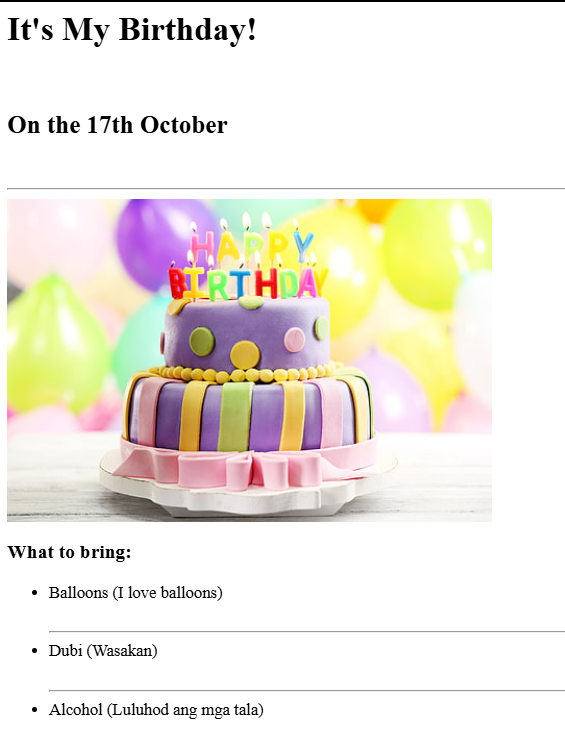 It's My Birthday!
On the 17th October
HAPPY
BIRTHDAY
What to bring:
Balloons (I love balloons)
Dubi (Wasakan)
Alcohol (Luluhod ang mga tala)